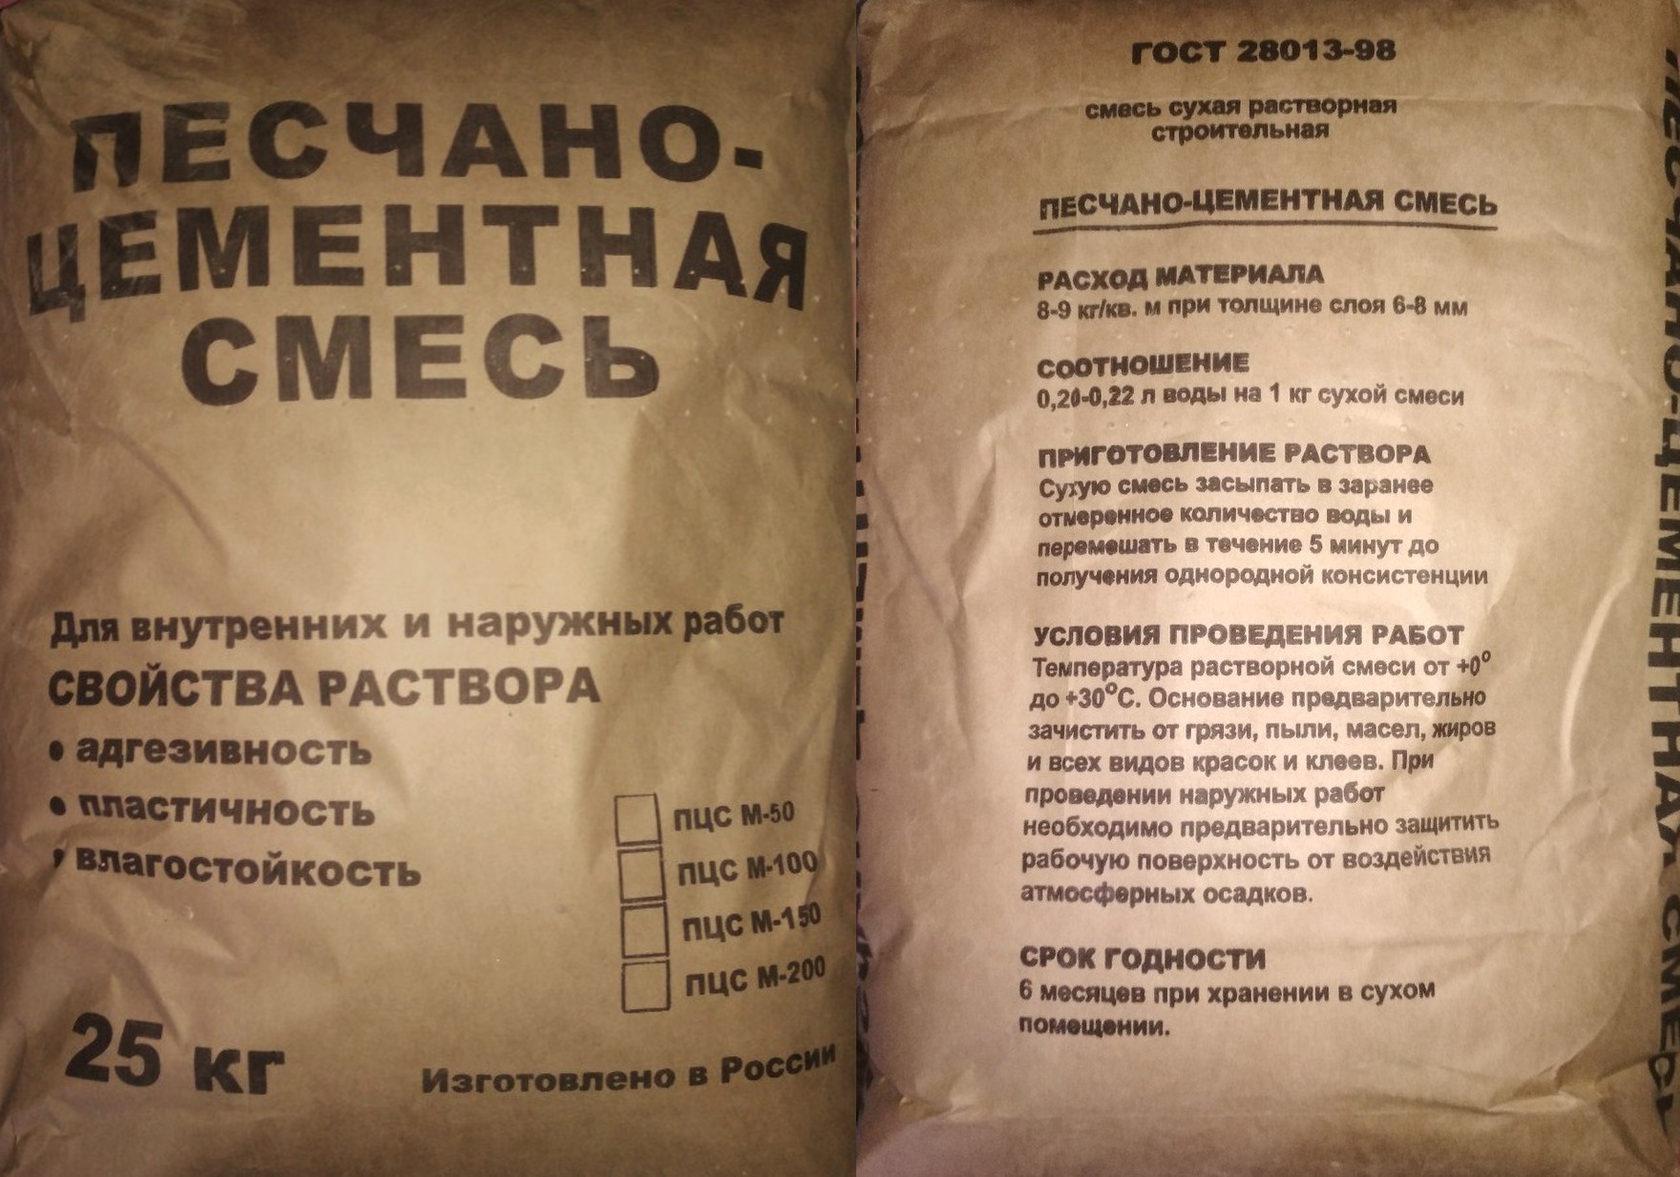 ПЕСЧАНО-
ЦЕМЕНТНАЯ
СМЕСЬ
Для внутренних и наружных работ
СВОЙСТВА РАСТВОРА
• адгезивность
• пластичность
• влагостойкость
ПЦС М-50
ПЦС М-100
ПЦС М-150
ПЦС М-200
25 кг
Изготовлено в России
ГОСТ 28013-98
смесь сухая растворная
строительная
ПЕСЧАНО-ЦЕМЕНТНАЯ СМЕСЬ
РАСХОД МАТЕРИАЛА
8-9 кг/кв. м при толщине слоя 6-8 мм
СООТНОШЕНИЕ
0,20-0,22 л воды на 1 кг сухой смеси
ПРИГОТОВЛЕНИЕ РАСТВОРА
Сухую смесь засыпать в заранее
отмеренное количество воды и
перемешать в течение 5 минут до
получения однородной консистенции
УСЛОВИЯ ПРОВЕДЕНИЯ РАБОТ
Температура растворной смеси от +0°
до +30°С. Основание предварительно
зачистить от грязи, пыли, масел, жиров
и всех видов красок и клеев. При
проведении наружных работ
необходимо предварительно защитить
рабочую поверхность от воздействия
атмосферных осадков.
СРОК ГОДНОСТИ
6 месяцев при хранении в сухом
помещении.
ПЕСЧАНО-ЦЕМЕНТНАЯ СМЕСЬ